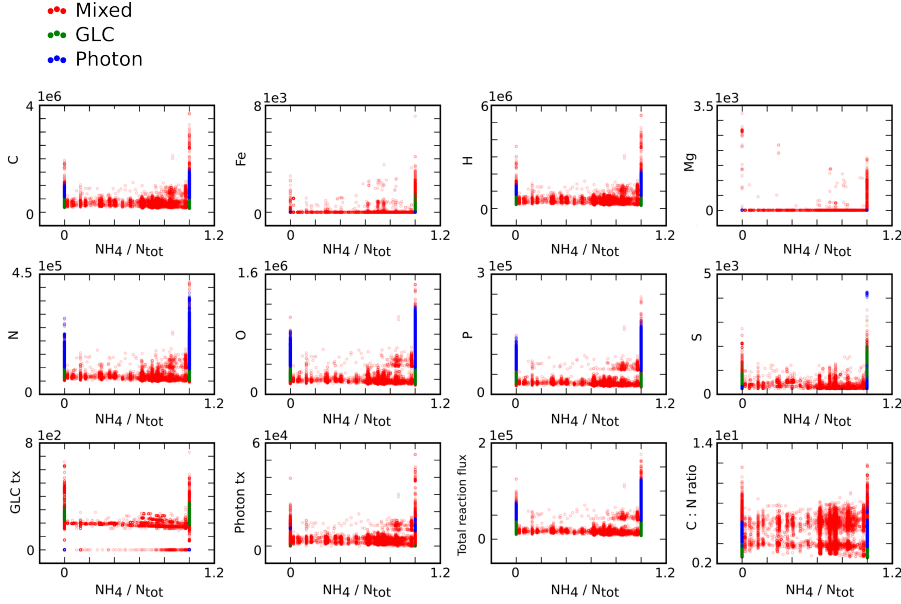 Mixed
GLC
Photon
1e6
4
C
0
0
1.2
NH4 / Ntot
1e3
8
Fe
0
0
1.2
NH4 / Ntot
1e6
6
H
0
0
1.2
NH4 / Ntot
1e3
3.5
Mg
0
0
1.2
NH4 / Ntot
1e5
4.5
N
0
0
1.2
NH4 / Ntot
1e6
1.6
O
0
0
1.2
NH4 / Ntot
1e5
3
P
0
0
1.2
NH4 / Ntot
1e3
5
S
0
0
1.2
NH4 / Ntot
1e2
8
GLC tx
0
0
1.2
NH4 / Ntot
1e4
6
Photon tx
0
0
1.2
NH4 / Ntot
1e5
2
Total reaction flux
0
0
1.2
NH4 / Ntot
1e1
1.4
C : N ratio
0.2
0
1.2
NH4 / Ntot